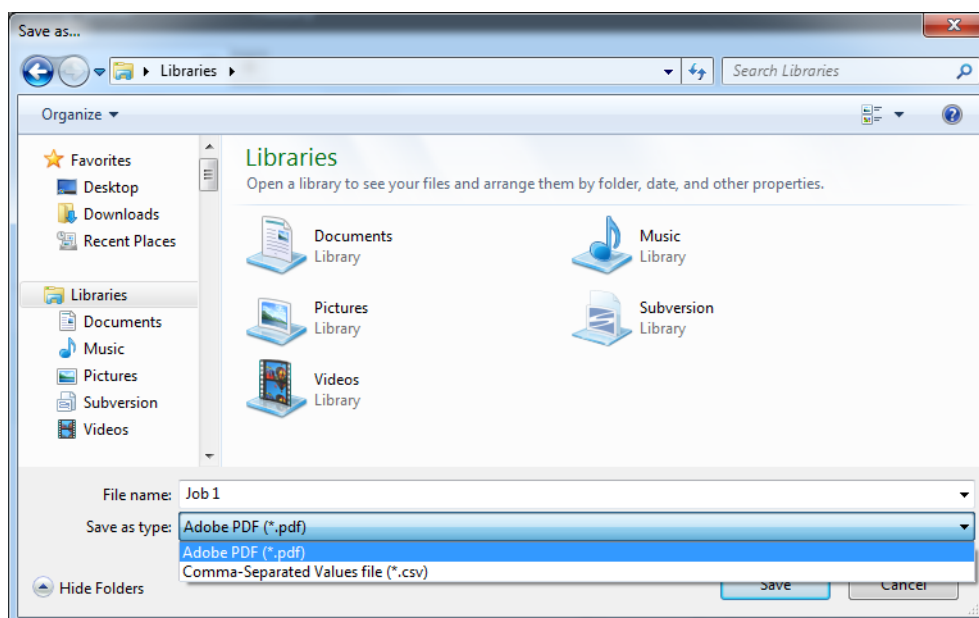 Save as...
Libraries
Search Libraries
Organize
Favorites
Desktop
Downloads
Recent Places
Libraries
Documents
Music
Pictures
Subversion
Videos
Libraries
Open a library to see your files and arrange them by folder, date, and other properties.
Documents
Library
Music
Library
Pictures
Library
Subversion
Library
Videos
Library
File name: Job 1
Save as type: Adobe PDF (*.pdf)
Adobe PDF (*.pdf)
Comma-Separated Values file (*.csv)
Hide Folders
Save
Cancel